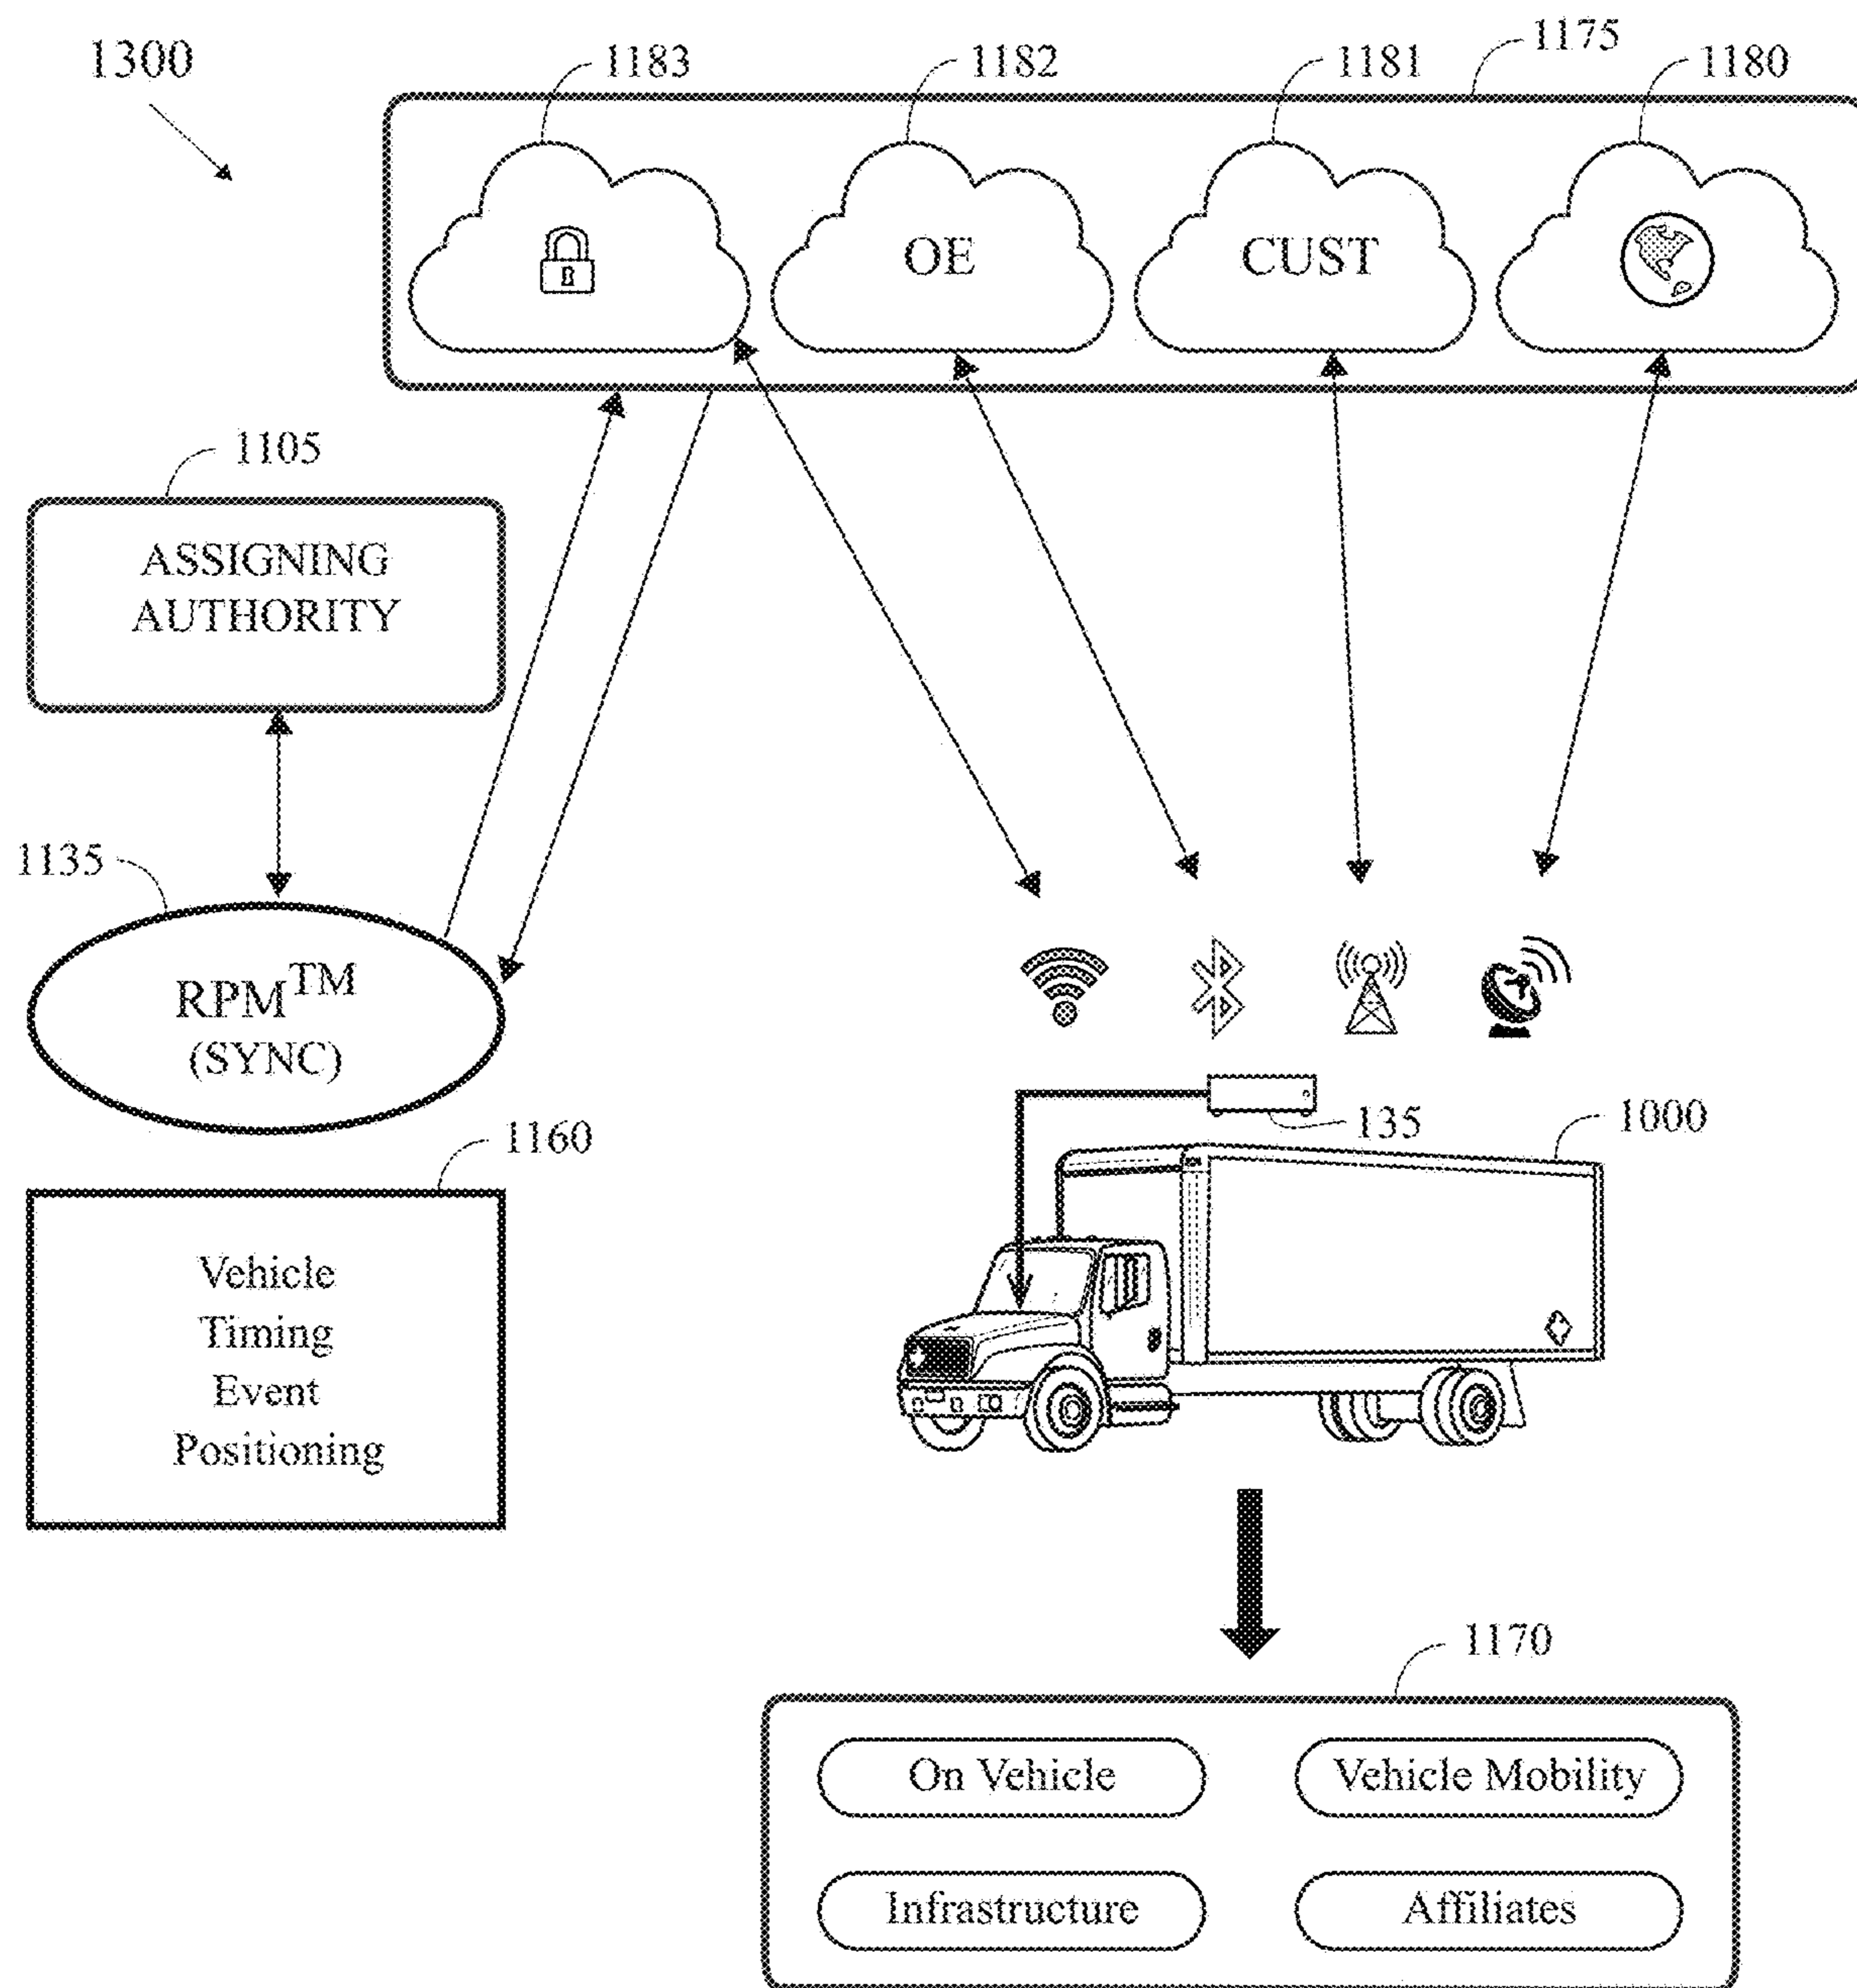 1300
1183
1182
1181
1175
1180
OE
CUST
1105
ASSIGNING
AUTHORITY
1135
RPM™
(SYNC)
135
1000
1160
Vehicle
Timing
Event
Positioning
1170
On Vehicle
Vehicle Mobility
Infrastructure
Affiliates